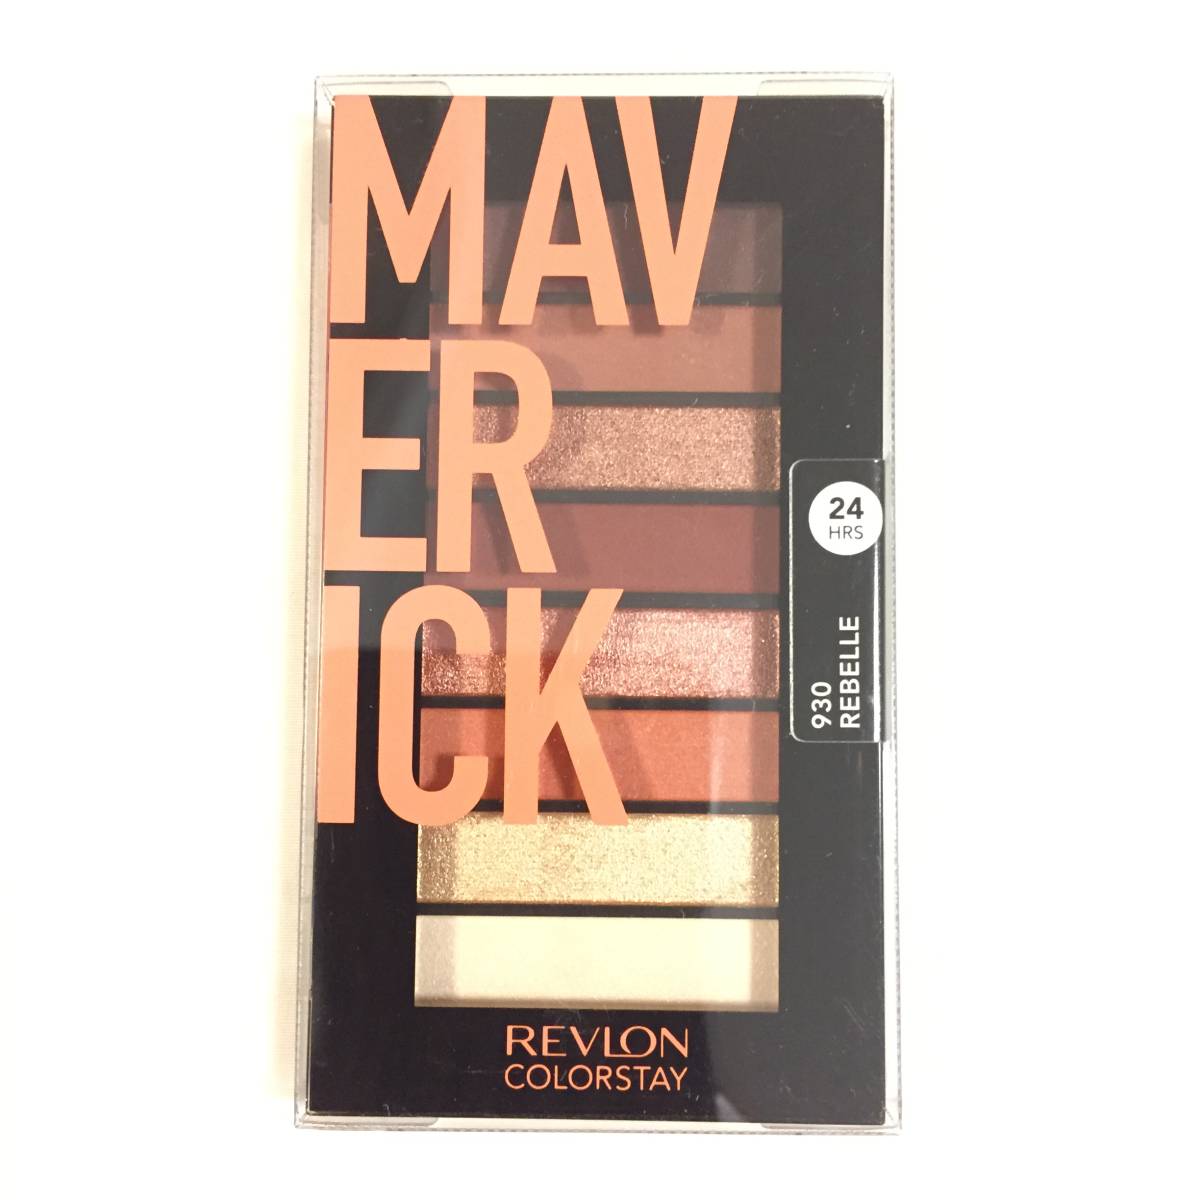 MAV
ER
ICK
24
HRS
930
REBELLE
REVLON
COLORSTAY